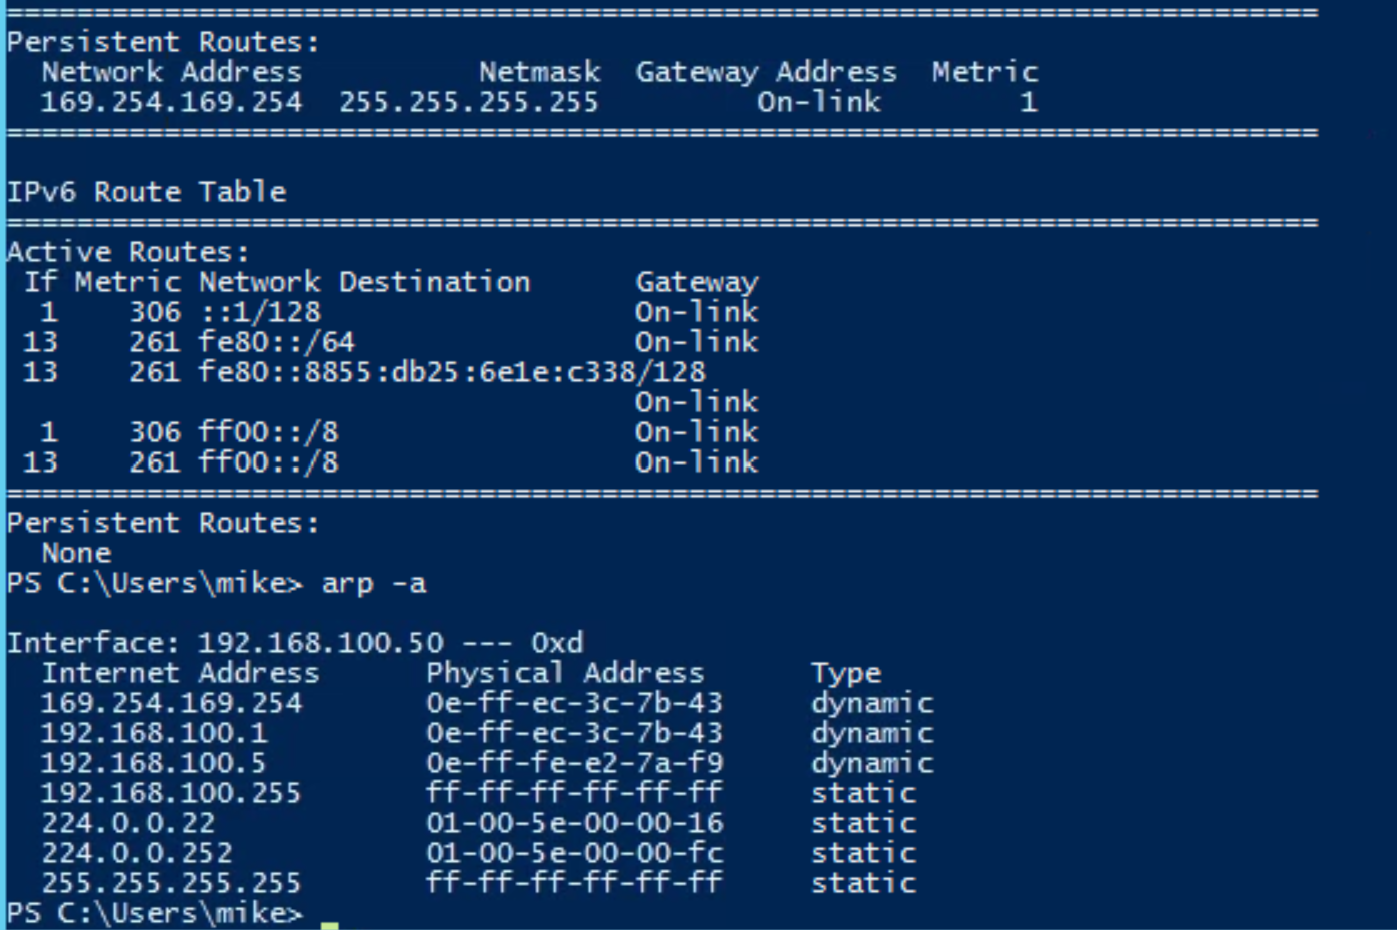 ===========================================================================
Persistent Routes:
  Network Address          Netmask  Gateway Address  Metric
  169.254.169.254  255.255.255.255         On-link        1
===========================================================================

IPv6 Route Table
===========================================================================
Active Routes:
 If Metric Network Destination      Gateway
  1    306 ::1/128                  On-link
 13    261 fe80::/64                On-link
 13    261 fe80::8855:db25:6e1e:c338/128
                                    On-link
  1    306 ff00::/8                 On-link
 13    261 ff00::/8                 On-link
===========================================================================
Persistent Routes:
  None
PS C:\Users\mike> arp -a

Interface: 192.168.100.50 --- 0xd
  Internet Address      Physical Address      Type
  169.254.169.254       0e-ff-ec-3c-7b-43     dynamic
  192.168.100.1         0e-ff-ec-3c-7b-43     dynamic
  192.168.100.5         0e-ff-fe-e2-7a-f9     dynamic
  192.168.100.255       ff-ff-ff-ff-ff-ff     static
  224.0.0.22            01-00-5e-00-00-16     static
  224.0.0.252           01-00-5e-00-00-fc     static
  255.255.255.255       ff-ff-ff-ff-ff-ff     static
PS C:\Users\mike>